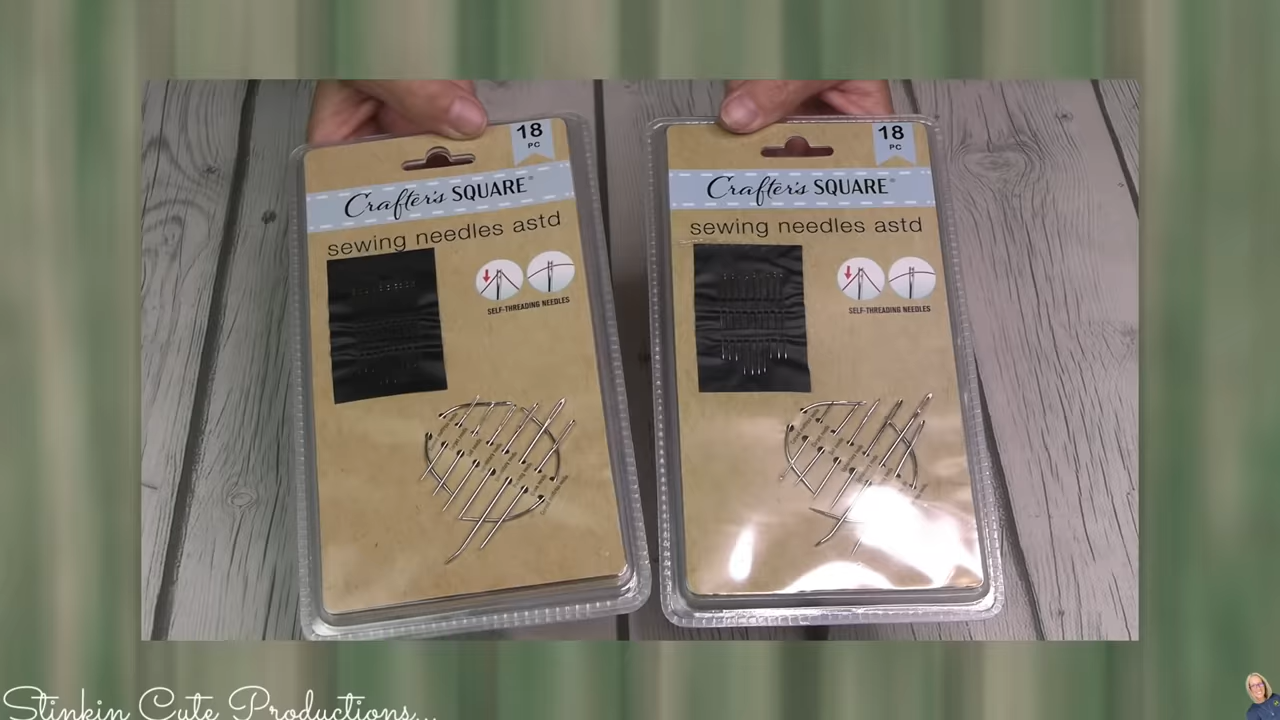 18
PC
Crafter's SQUARE®
sewing needles astd
SELF-THREADING NEEDLES
18
PC
Crafter's SQUARE®
sewing needles astd
SELF-THREADING NEEDLES
Stinkin Cute Productions...